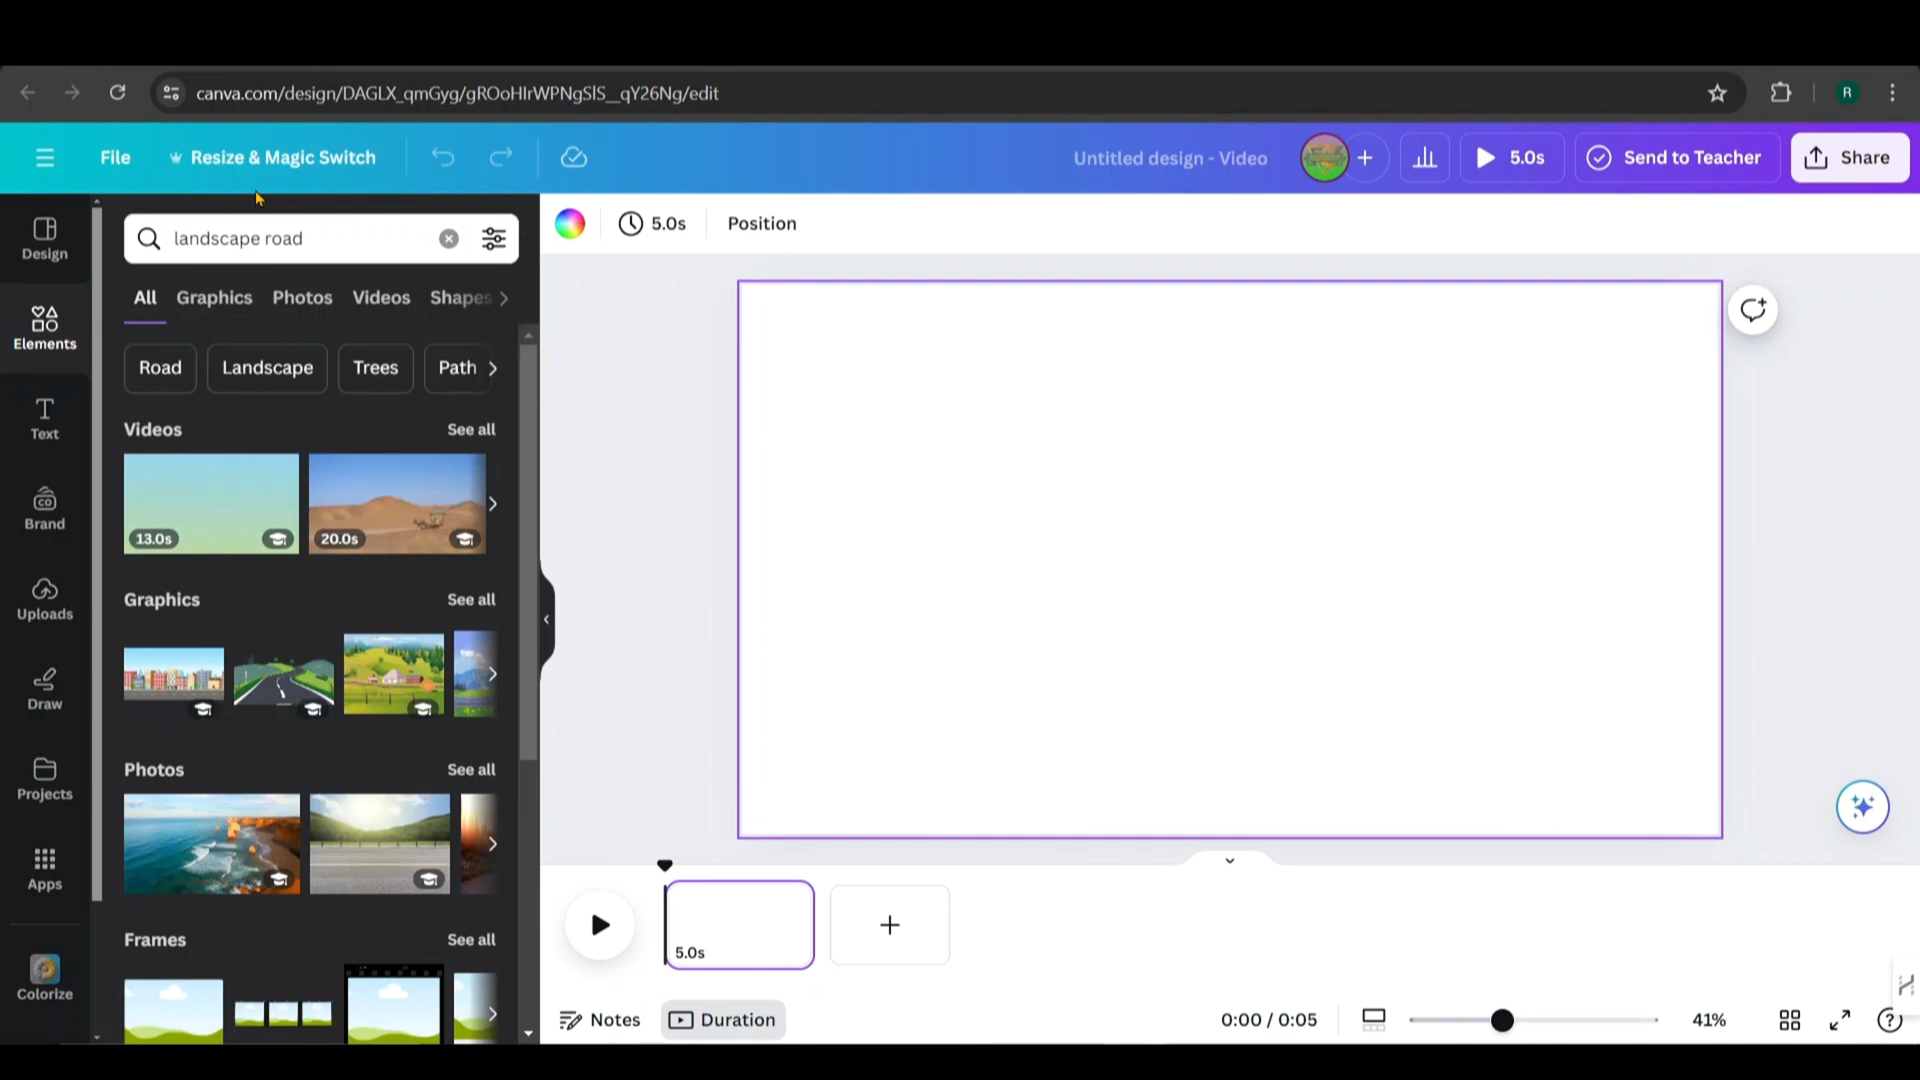 canva.com/design/DAGLX_qmGyg/gROoHIrWPNgSlS__qY26Ng/edit
R
File
Resize & Magic Switch
Untitled design - Video
5.0s
Send to Teacher
Share
Design
Elements
Text
Brand
Uploads
Draw
Projects
Apps
Colorize
landscape road
All
Graphics
Photos
Videos
Shapes
Road
Landscape
Trees
Path
Videos
See all
13.0s
20.0s
Graphics
See all
Photos
See all
Frames
See all
5.0s
Position
5.0s
Notes
Duration
0:00 / 0:05
41%